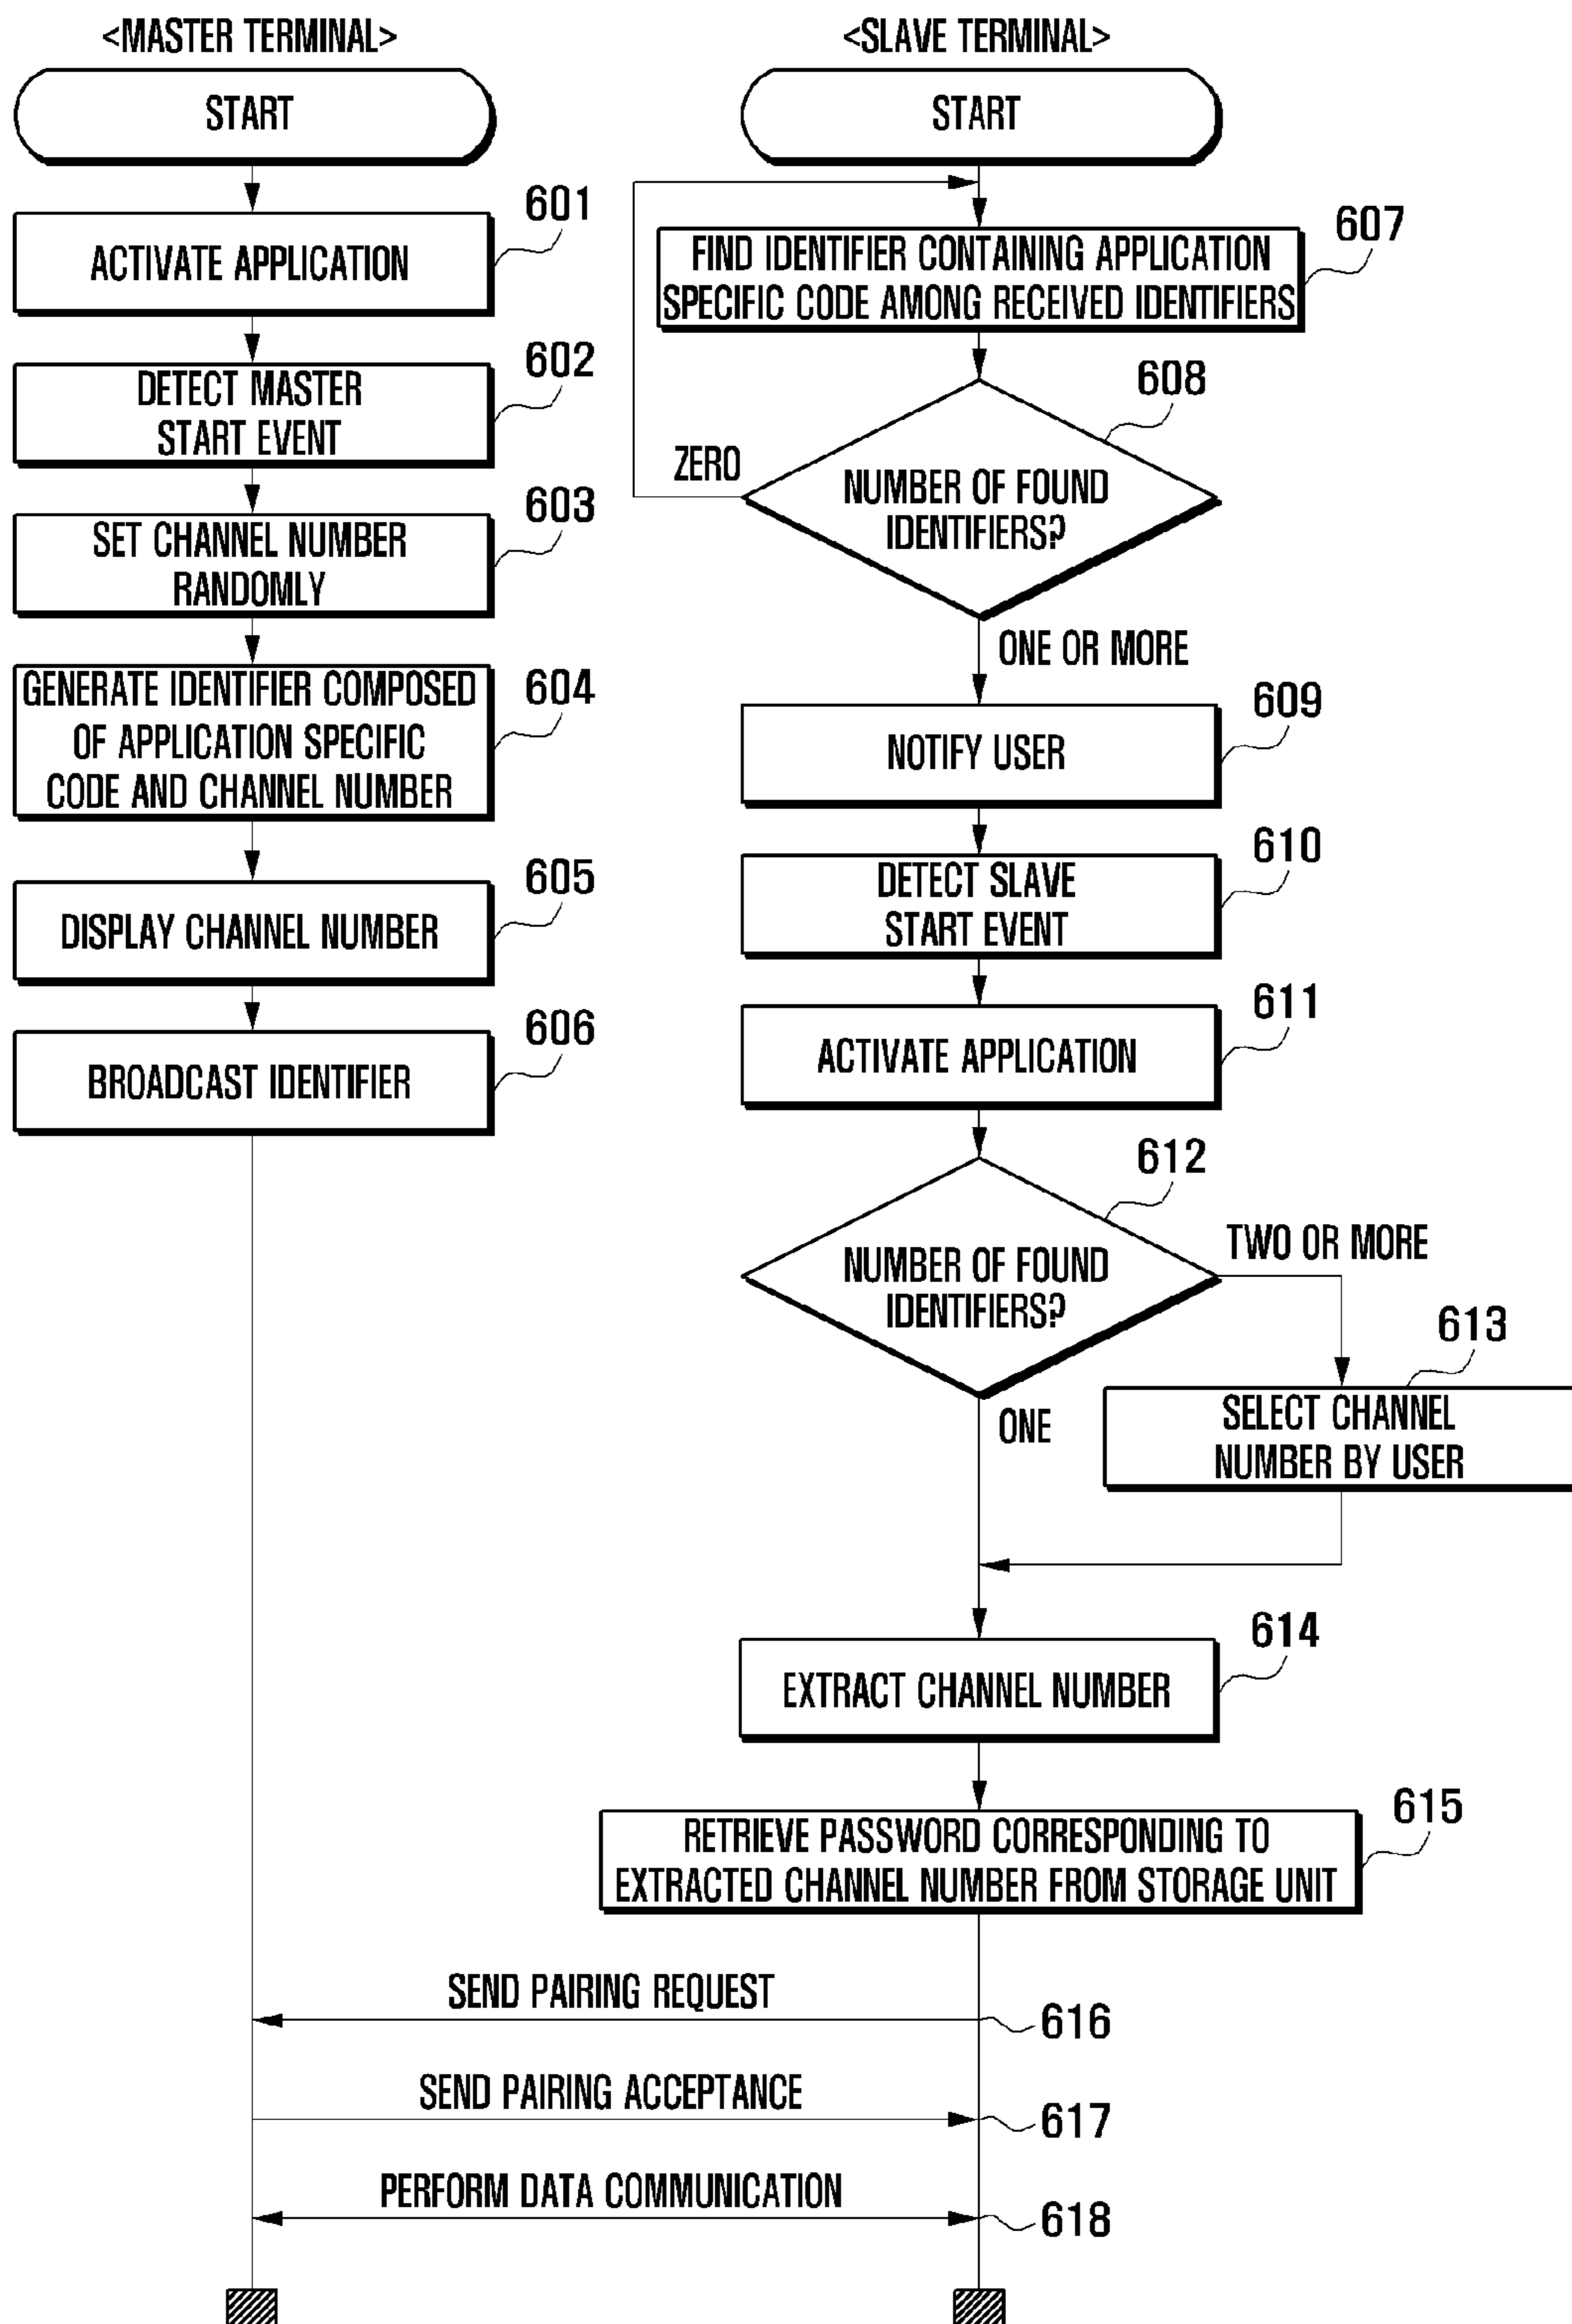 <MASTER TERMINAL>
START
601
ACTIVATE APPLICATION
602
DETECT MASTER
START EVENT
603
SET CHANNEL NUMBER
RANDOMLY
604
GENERATE IDENTIFIER COMPOSED
OF APPLICATION SPECIFIC
CODE AND CHANNEL NUMBER
605
DISPLAY CHANNEL NUMBER
606
BROADCAST IDENTIFIER
<SLAVE TERMINAL>
START
607
FIND IDENTIFIER CONTAINING APPLICATION
SPECIFIC CODE AMONG RECEIVED IDENTIFIERS
608
ZERO
NUMBER OF FOUND
IDENTIFIERS?
ONE OR MORE
609
NOTIFY USER
610
DETECT SLAVE
START EVENT
611
ACTIVATE APPLICATION
612
TWO OR MORE
NUMBER OF FOUND
IDENTIFIERS?
613
SELECT CHANNEL
NUMBER BY USER
ONE
614
EXTRACT CHANNEL NUMBER
615
RETRIEVE PASSWORD CORRESPONDING TO
EXTRACTED CHANNEL NUMBER FROM STORAGE UNIT
SEND PAIRING REQUEST
616
SEND PAIRING ACCEPTANCE
617
PERFORM DATA COMMUNICATION
618